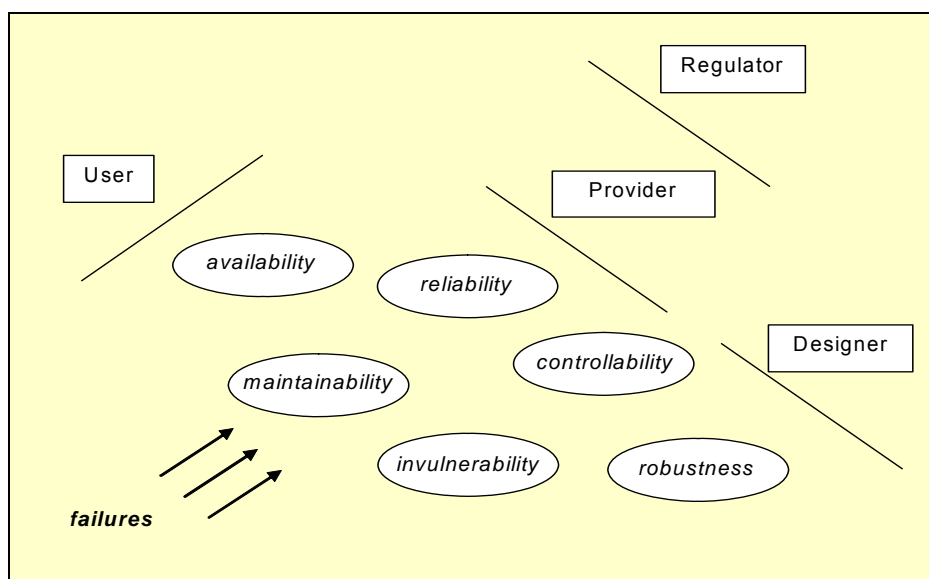 Regulator
User
Provider
availability
reliability
Designer
controllability
maintainability
invulnerability
robustness
failures